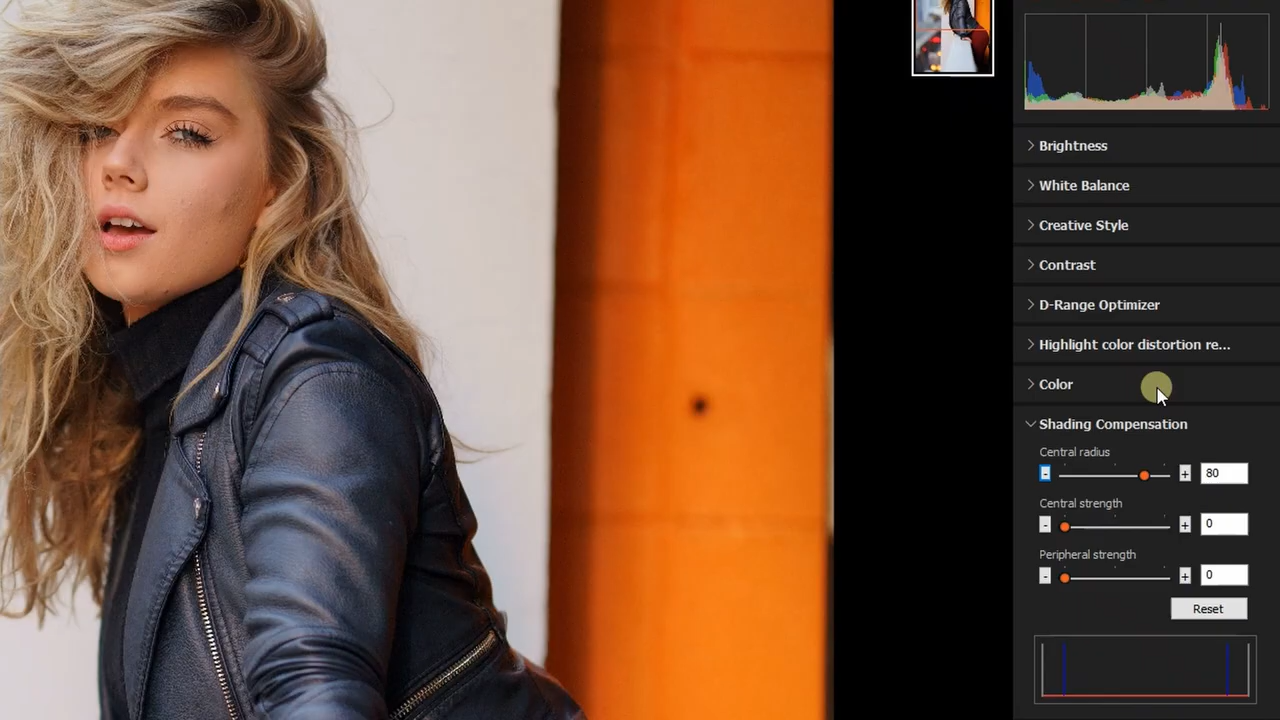 Brightness
White Balance
Creative Style
Contrast
D-Range Optimizer
Highlight color distortion re...
Color
Shading Compensation
Central radius
- + 80
Central strength
- + 0
Peripheral strength
- + 0
Reset